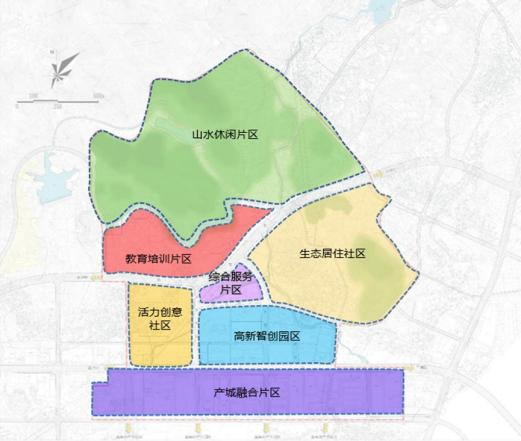 N
山水休闲片区
教育培训片区
生态居住社区
综合服务
片区
活力创意
社区
高新智创园区
产城融合片区